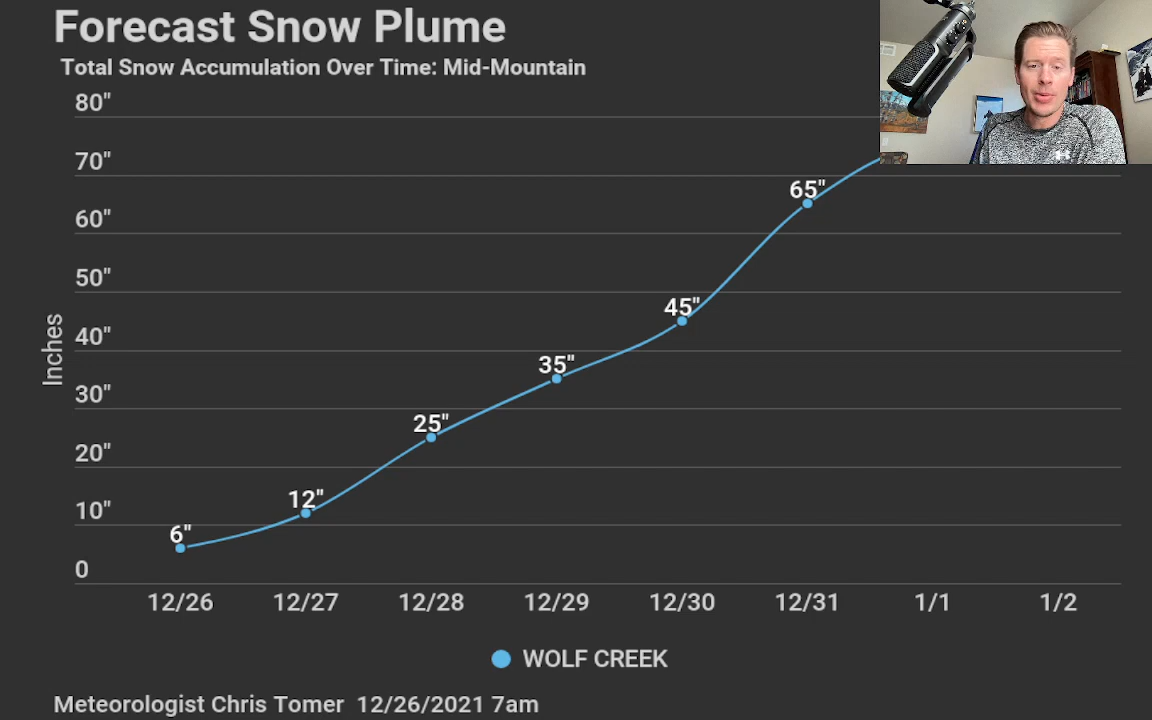 Forecast Snow Plume
Total Snow Accumulation Over Time: Mid-Mountain
80"
70"
65"
60"
50"
45"
40"
35"
30"
25"
20"
12"
10"
6"
0
Inches
12/26 12/27 12/28 12/29 12/30 12/31 1/1 1/2
WOLF CREEK
Meteorologist Chris Tomer 12/26/2021 7am